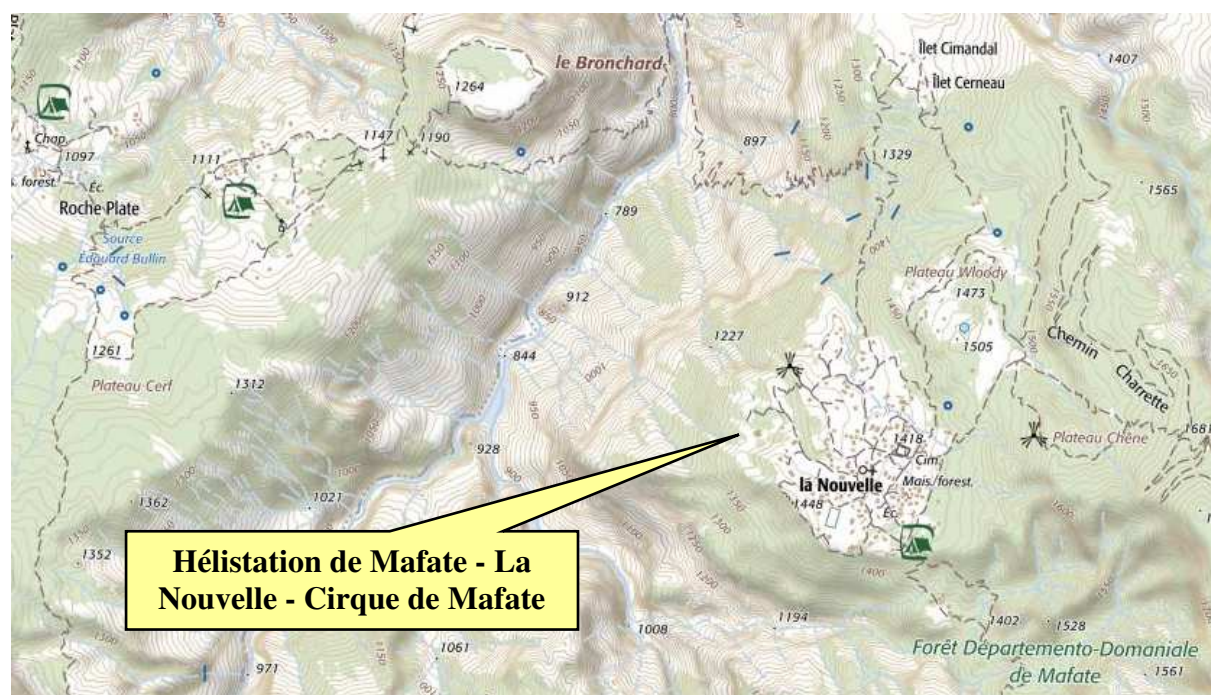 Îlet Cimandal
Îlet Cerneau
1407
le Bronchard
1264
1147
1190
Chap.
1097
1111
s. forest.
Éc.
897
1329
1565
Roche Plate
Source
Édouard Bullin
789
Plateau Wloody
1473
912
1505
844
1227
1261
Plateau Cerf
1312
Chemin
Charrette
1681
Plateau Chêne
928
1418
Cim.
Mais. forest.
la Nouvelle
1448
Éc.
1362
1021
1352
Hélistation de Mafate - La
Nouvelle - Cirque de Mafate
1008
1194
1402
1528
Forêt Départemento-Domaniale
de Mafate
1561
1061
971